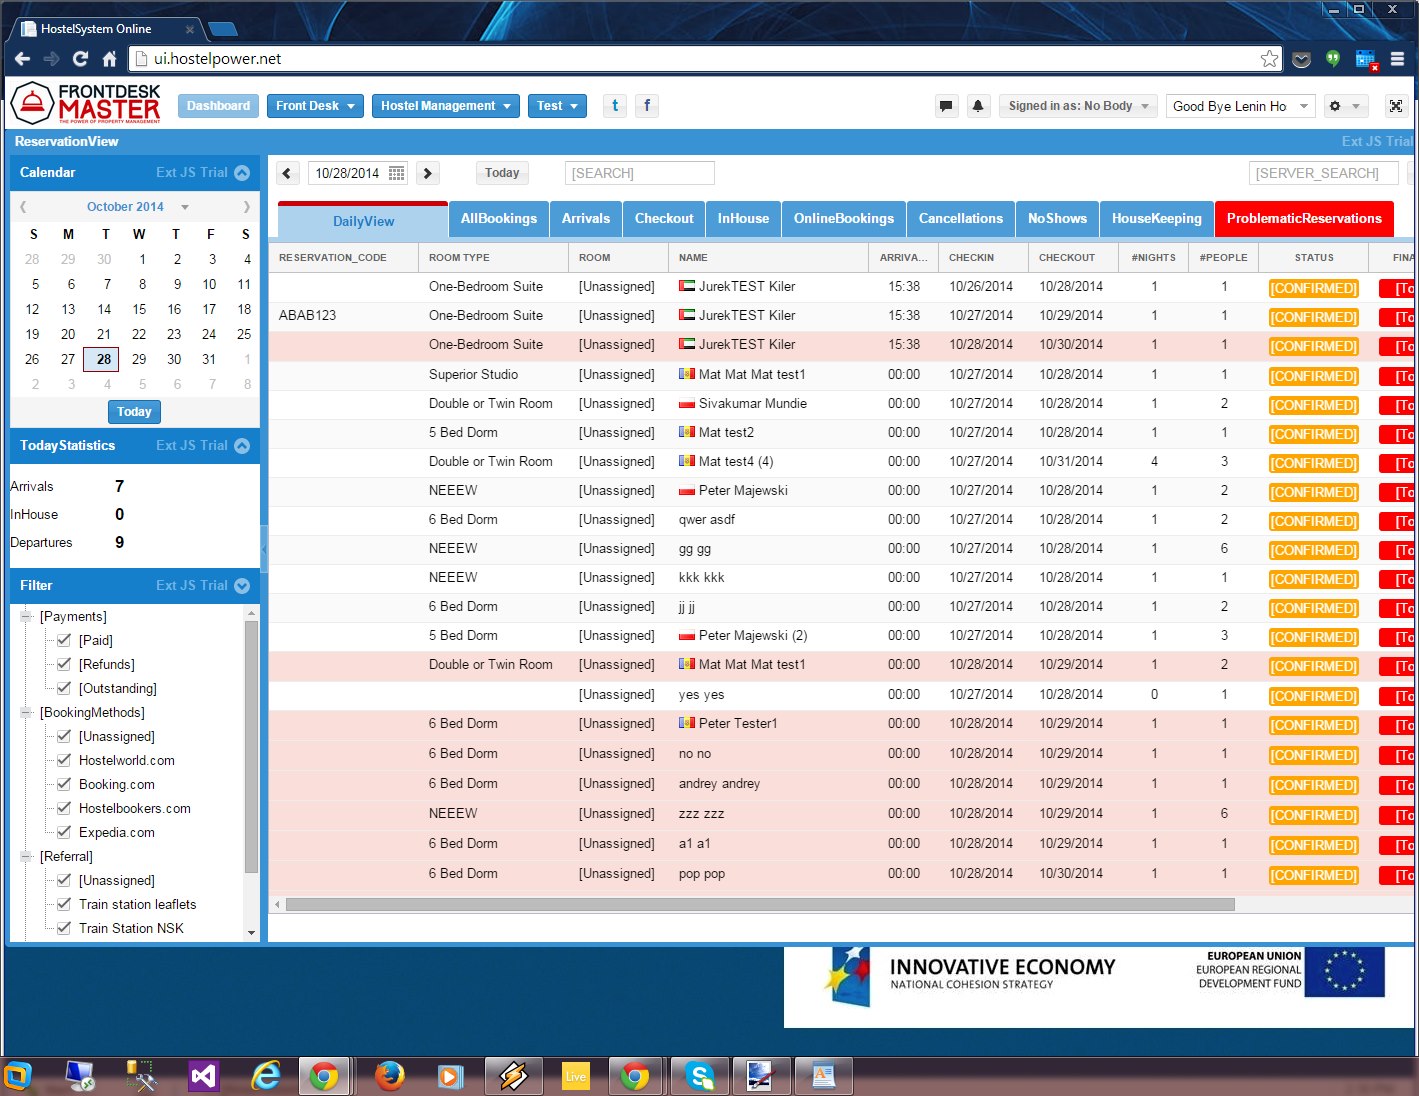 HostelSystem Online
ui.hostelpower.net
FRONTDESK
MASTER
THE POWER OF PROPERTY MANAGEMENT
Dashboard Front Desk Hostel Management Test t f Signed in as: No Body Good Bye Lenin Ho
ReservationView Ext JS Trial
Calendar Ext JS Trial
October 2014
S M T W T F S
28 29 30 1 2 3 4
5 6 7 8 9 10 11
12 13 14 15 16 17 18
19 20 21 22 23 24 25
26 27 28 29 30 31 1
2 3 4 5 6 7 8
Today
TodayStatistics Ext JS Trial
Arrivals 7
InHouse 0
Departures 9
Filter Ext JS Trial
[Payments]
[Paid]
[Refunds]
[Outstanding]
[BookingMethods]
[Unassigned]
Hostelworld.com
Booking.com
Hostelbookers.com
Expedia.com
[Referral]
[Unassigned]
Train station leaflets
Train Station NSK
10/28/2014 Today [SEARCH] [SERVER_SEARCH]
DailyView AllBookings Arrivals Checkout InHouse OnlineBookings Cancellations NoShows HouseKeeping ProblematicReservations
RESERVATION_CODE ROOM TYPE ROOM NAME ARRIVA... CHECKIN CHECKOUT #NIGHTS #PEOPLE STATUS FINA
One-Bedroom Suite [Unassigned] JurekTEST Kiler 15:38 10/26/2014 10/28/2014 1 1 [CONFIRMED] [To
ABAB123 One-Bedroom Suite [Unassigned] JurekTEST Kiler 15:38 10/27/2014 10/29/2014 1 1 [CONFIRMED] [To
One-Bedroom Suite [Unassigned] JurekTEST Kiler 15:38 10/28/2014 10/30/2014 1 1 [CONFIRMED] [To
Superior Studio [Unassigned] Mat Mat Mat test1 00:00 10/27/2014 10/28/2014 1 1 [CONFIRMED] [To
Double or Twin Room [Unassigned] Sivakumar Mundie 00:00 10/27/2014 10/28/2014 1 2 [CONFIRMED] [To
5 Bed Dorm [Unassigned] Mat test2 00:00 10/27/2014 10/28/2014 1 1 [CONFIRMED] [To
Double or Twin Room [Unassigned] Mat test4 (4) 00:00 10/27/2014 10/31/2014 4 3 [CONFIRMED] [To
NEEEW [Unassigned] Peter Majewski 00:00 10/27/2014 10/28/2014 1 2 [CONFIRMED] [To
6 Bed Dorm [Unassigned] qwer asdf 00:00 10/27/2014 10/28/2014 1 2 [CONFIRMED] [To
NEEEW [Unassigned] gg gg 00:00 10/27/2014 10/28/2014 1 6 [CONFIRMED] [To
NEEEW [Unassigned] kkk kkk 00:00 10/27/2014 10/28/2014 1 1 [CONFIRMED] [To
6 Bed Dorm [Unassigned] jj jj 00:00 10/27/2014 10/28/2014 1 2 [CONFIRMED] [To
5 Bed Dorm [Unassigned] Peter Majewski (2) 00:00 10/27/2014 10/28/2014 1 3 [CONFIRMED] [To
Double or Twin Room [Unassigned] Mat Mat Mat test1 00:00 10/28/2014 10/29/2014 1 2 [CONFIRMED] [To
[Unassigned] yes yes 00:00 10/27/2014 10/28/2014 0 1 [CONFIRMED] [To
6 Bed Dorm [Unassigned] Peter Tester1 00:00 10/28/2014 10/29/2014 1 1 [CONFIRMED] [To
6 Bed Dorm [Unassigned] no no 00:00 10/28/2014 10/29/2014 1 1 [CONFIRMED] [To
6 Bed Dorm [Unassigned] andrey andrey 00:00 10/28/2014 10/29/2014 1 1 [CONFIRMED] [To
NEEEW [Unassigned] zzz zzz 00:00 10/28/2014 10/29/2014 1 6 [CONFIRMED] [To
6 Bed Dorm [Unassigned] a1 a1 00:00 10/28/2014 10/29/2014 1 1 [CONFIRMED] [To
6 Bed Dorm [Unassigned] pop pop 00:00 10/28/2014 10/30/2014 1 1 [CONFIRMED] [To
INNOVATIVE ECONOMY
NATIONAL COHESION STRATEGY
EUROPEAN UNION
EUROPEAN REGIONAL
DEVELOPMENT FUND
Live